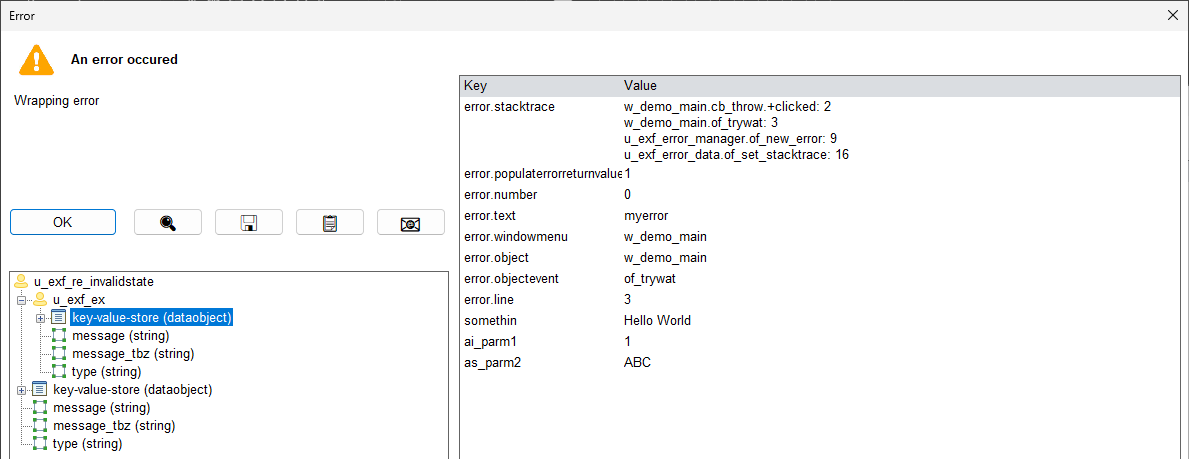 Error
An error occured
Wrapping error
OK
u_exf_re_invalidstate
u_exf_ex
key-value-store (dataobject)
message (string)
message_tbz (string)
type (string)
key-value-store (dataobject)
message (string)
message_tbz (string)
type (string)
Key Value
error.stacktrace w_demo_main.cb_throw.+clicked: 2
w_demo_main.of_trywat: 3
u_exf_error_manager.of_new_error: 9
u_exf_error_data.of_set_stacktrace: 16
error.populaterrorreturnvalue 1
error.number 0
error.text myerror
error.windowmenu w_demo_main
error.object w_demo_main
error.objectevent of_trywat
error.line 3
somethin Hello World
ai_parm1 1
as_parm2 ABC